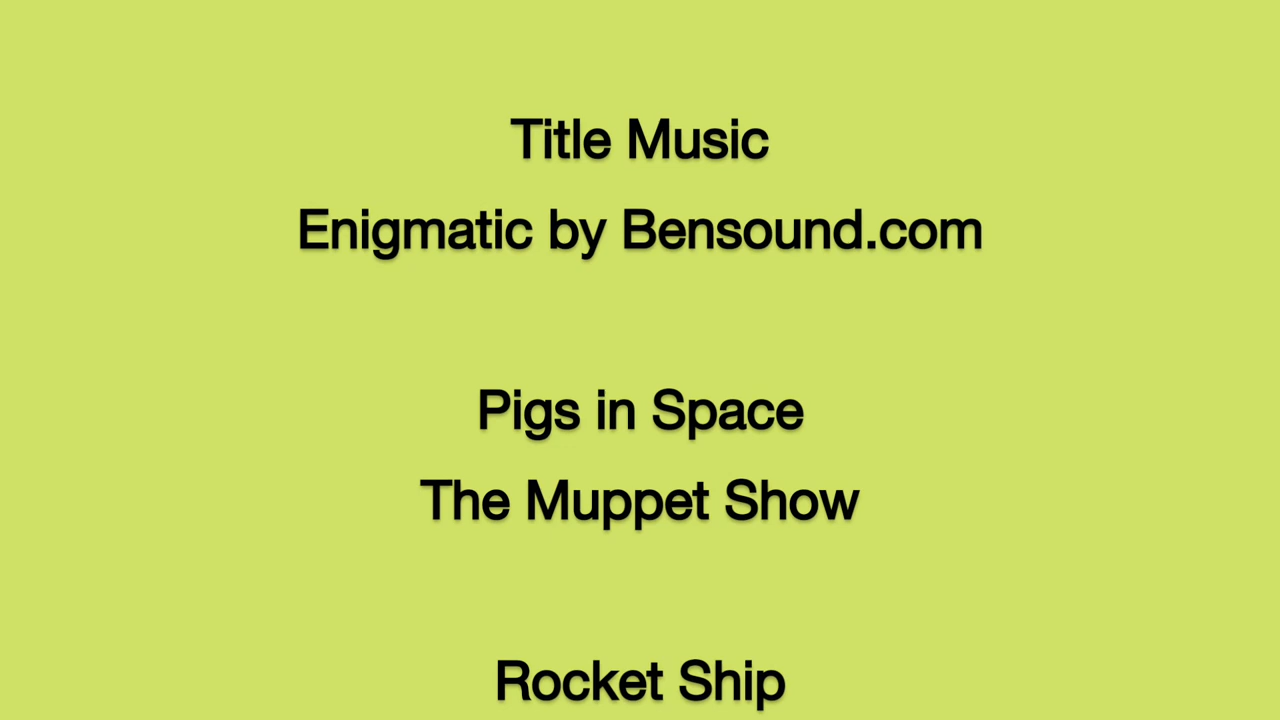 Title Music
Enigmatic by Bensound.com
Pigs in Space
The Muppet Show
Rocket Ship